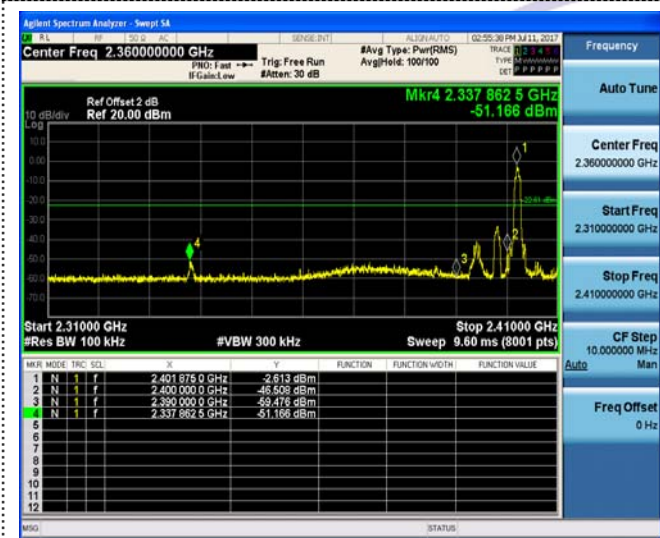 Agilent Spectrum Analyzer - Swept SA
RL RF 50 Ω AC SENSE:INT ALIGN AUTO 02:55:38 PM Jul 11, 2017
Center Freq 2.360000000 GHz
PNO: Fast
IFGain:Low
Trig: Free Run
#Atten: 30 dB
#Avg Type: Pwr(RMS)
Avg|Hold: 100/100
TRACE 1 2 3 4 5 6
TYPE
DET P P P P P P
Ref Offset 2 dB
10 dB/div Ref 20.00 dBm
Log
Mkr4 2.337 862 5 GHz
-51.166 dBm
10.0
0.00
-10.0
-20.0
-30.0
-40.0
-50.0
-60.0
-70.0
1
-22.61 dBm
2
3
4
Start 2.31000 GHz
Stop 2.41000 GHz
#Res BW 100 kHz #VBW 300 kHz Sweep 9.60 ms (8001 pts)
MKR MODE TRC SCL X Y FUNCTION FUNCTION WIDTH FUNCTION VALUE
1 N 1 f 2.401 875 0 GHz -2.613 dBm
2 N 1 f 2.400 000 0 GHz -46.508 dBm
3 N 1 f 2.390 000 0 GHz -59.476 dBm
4 N 1 f 2.337 862 5 GHz -51.166 dBm
5
6
7
8
9
10
11
12
MSG STATUS
Frequency
Auto Tune
Center Freq
2.360000000 GHz
Start Freq
2.310000000 GHz
Stop Freq
2.410000000 GHz
CF Step
10.000000 MHz
Auto Man
Freq Offset
0 Hz